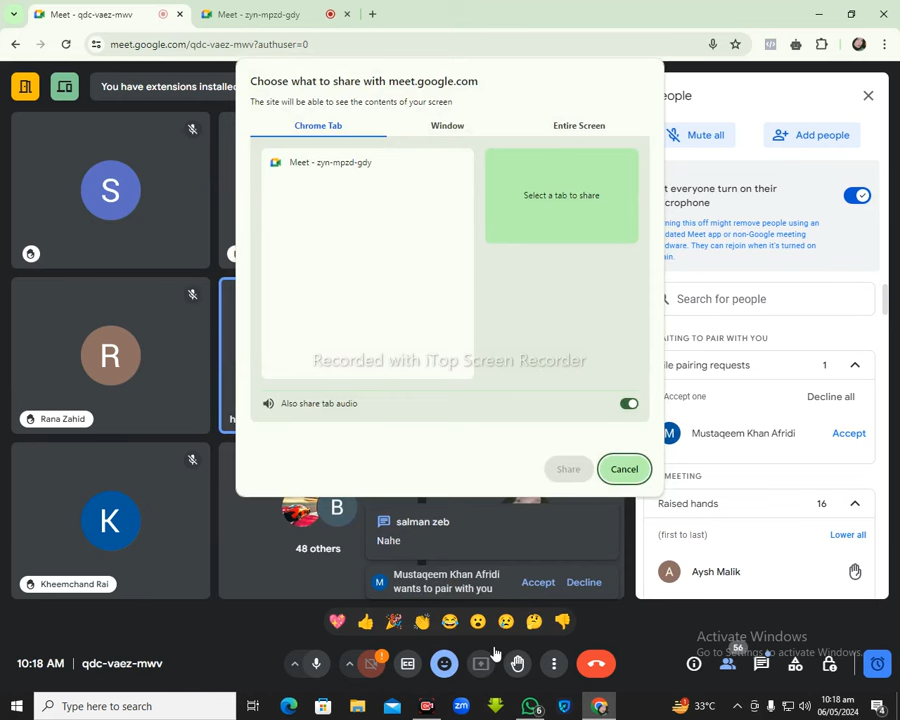 Meet - qdc-vaez-mwv
Meet - zyn-mpzd-gdy
meet.google.com/qdc-vaez-mwv?authuser=0
You have extensions installed
Choose what to share with meet.google.com
The site will be able to see the contents of your screen
Chrome Tab
Window
Entire Screen
Meet - zyn-mpzd-gdy
Select a tab to share
Recorded with iTop Screen Recorder
Also share tab audio
Share
Cancel
S
R
Rana Zahid
K
Kheemchand Rai
B
48 others
salman zeb
Nahe
M
Mustaqeem Khan Afridi
wants to pair with you
Accept
Decline
eople
Mute all
Add people
t everyone turn on their
crophone
ning this off might remove people using an
dated Meet app or non-Google meeting
dware. They can rejoin when it's turned on
ain.
Search for people
AITING TO PAIR WITH YOU
ile pairing requests
1
Accept one
Decline all
M
Mustaqeem Khan Afridi
Accept
MEETING
Raised hands
16
(first to last)
Lower all
A
Aysh Malik
Activate Windows
Go to Settings to activate Windows.
10:18 AM
qdc-vaez-mwv
56
Type here to search
zm
6
33°C
10:18 am
06/05/2024
4